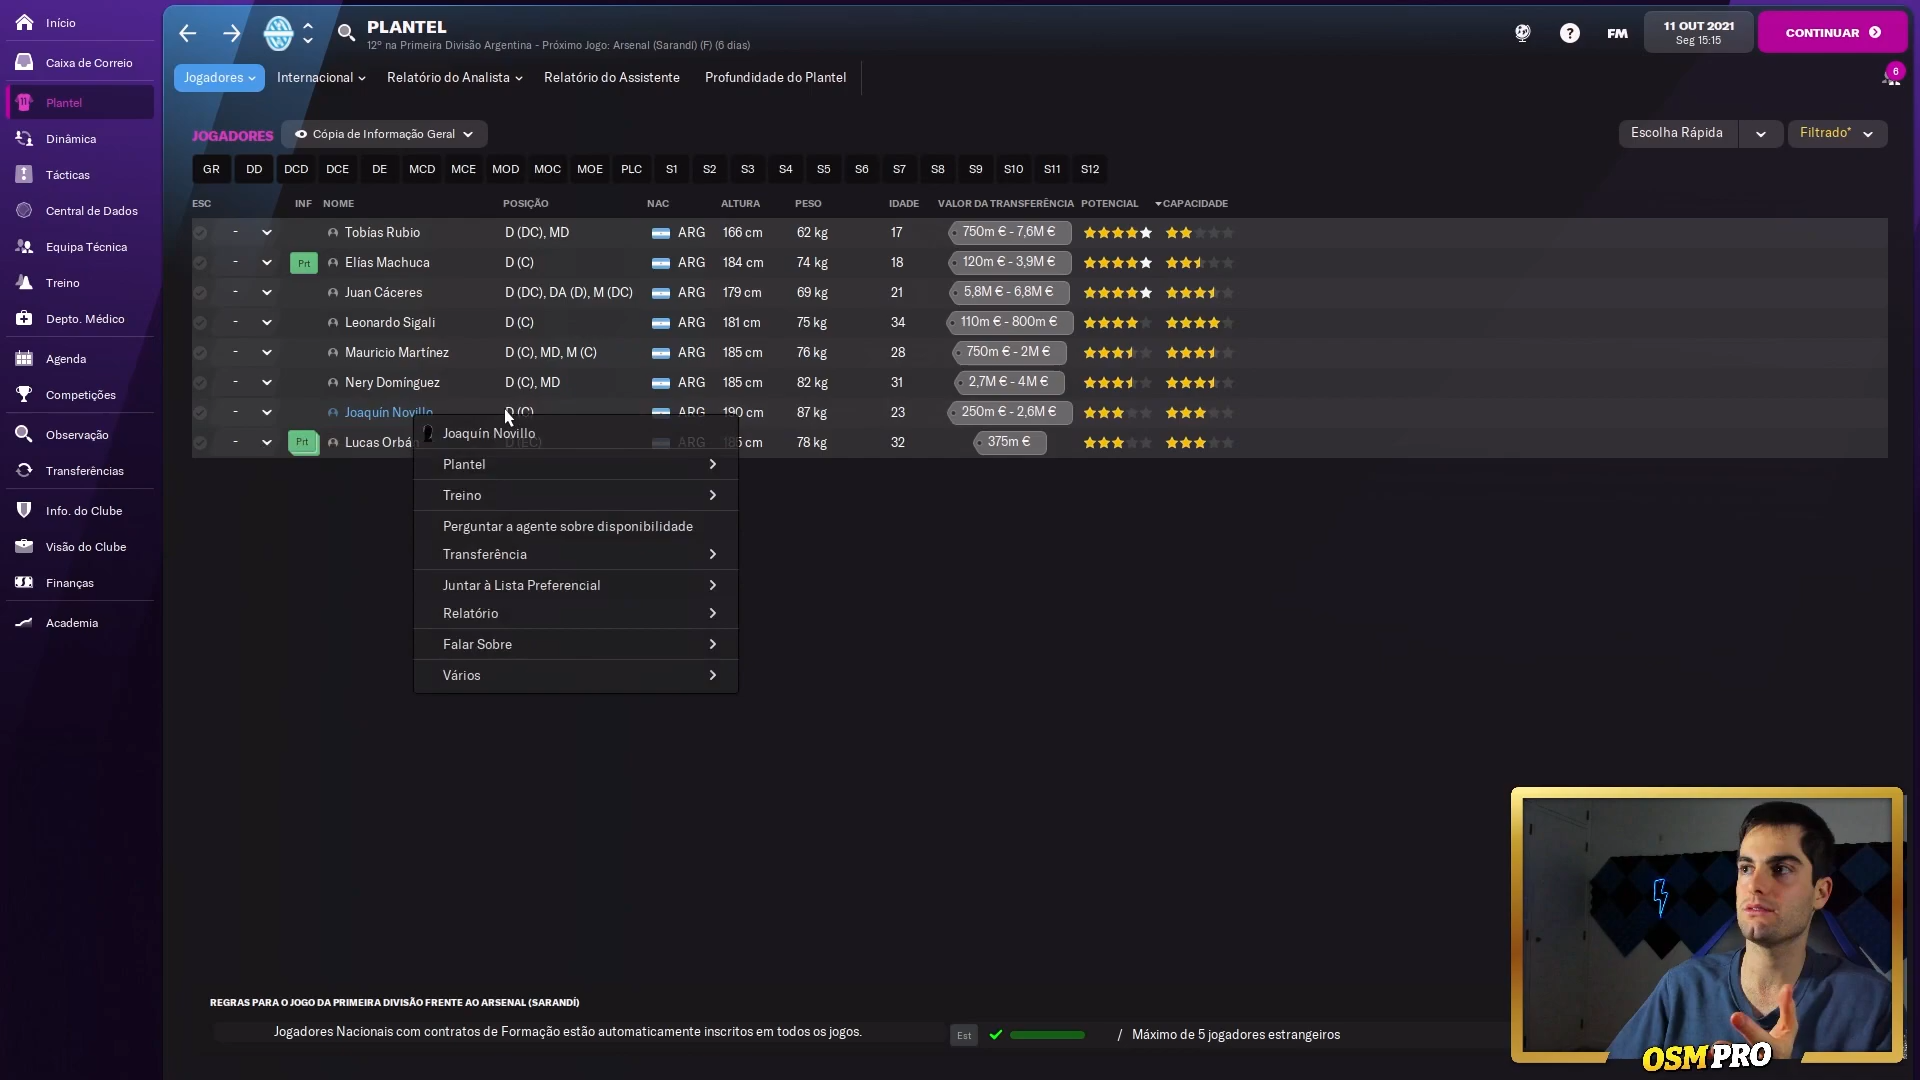 Início
Caixa de Correio
Plantel
Dinâmica
Tácticas
Central de Dados
Equipa Técnica
Treino
Depto. Médico
Agenda
Competições
Observação
Transferências
Info. do Clube
Visão do Clube
Finanças
Academia
PLANTEL
12º na Primeira Divisão Argentina - Próximo Jogo: Arsenal (Sarandí) (F) (6 dias)
? FM 11 OUT 2021 CONTINUAR
Seg 15:15
Jogadores Internacional Relatório do Analista Relatório do Assistente Profundidade do Plantel 6
JOGADORES Cópia de Informação Geral Escolha Rápida Filtrado*
GR DD DCD DCE DE MCD MCE MOD MOC MOE PLC S1 S2 S3 S4 S5 S6 S7 S8 S9 S10 S11 S12
ESC INF NOME POSIÇÃO NAC ALTURA PESO IDADE VALOR DA TRANSFERÊNCIA POTENCIAL CAPACIDADE
- Tobías Rubio D (DC), MD ARG 166 cm 62 kg 17 750m € - 7,6M €
- Prt Elías Machuca D (C) ARG 184 cm 74 kg 18 120m € - 3,9M €
- Juan Cáceres D (DC), DA (D), M (DC) ARG 179 cm 69 kg 21 5,8M € - 6,8M €
- Leonardo Sigali D (C) ARG 181 cm 75 kg 34 110m € - 800m €
- Mauricio Martínez D (C), MD, M (C) ARG 185 cm 76 kg 28 750m € - 2M €
- Nery Domínguez D (C), MD ARG 185 cm 82 kg 31 2,7M € - 4M €
- Joaquín Novillo D (C) ARG 190 cm 87 kg 23 250m € - 2,6M €
- Prt Lucas Orbán D (EC) ARG 185 cm 78 kg 32 375m €
Joaquín Novillo
Plantel
Treino
Perguntar a agente sobre disponibilidade
Transferência
Juntar à Lista Preferencial
Relatório
Falar Sobre
Vários
REGRAS PARA O JOGO DA PRIMEIRA DIVISÃO FRENTE AO ARSENAL (SARANDÍ)
Jogadores Nacionais com contratos de Formação estão automaticamente inscritos em todos os jogos. Est / Máximo de 5 jogadores estrangeiros
OSM PRO